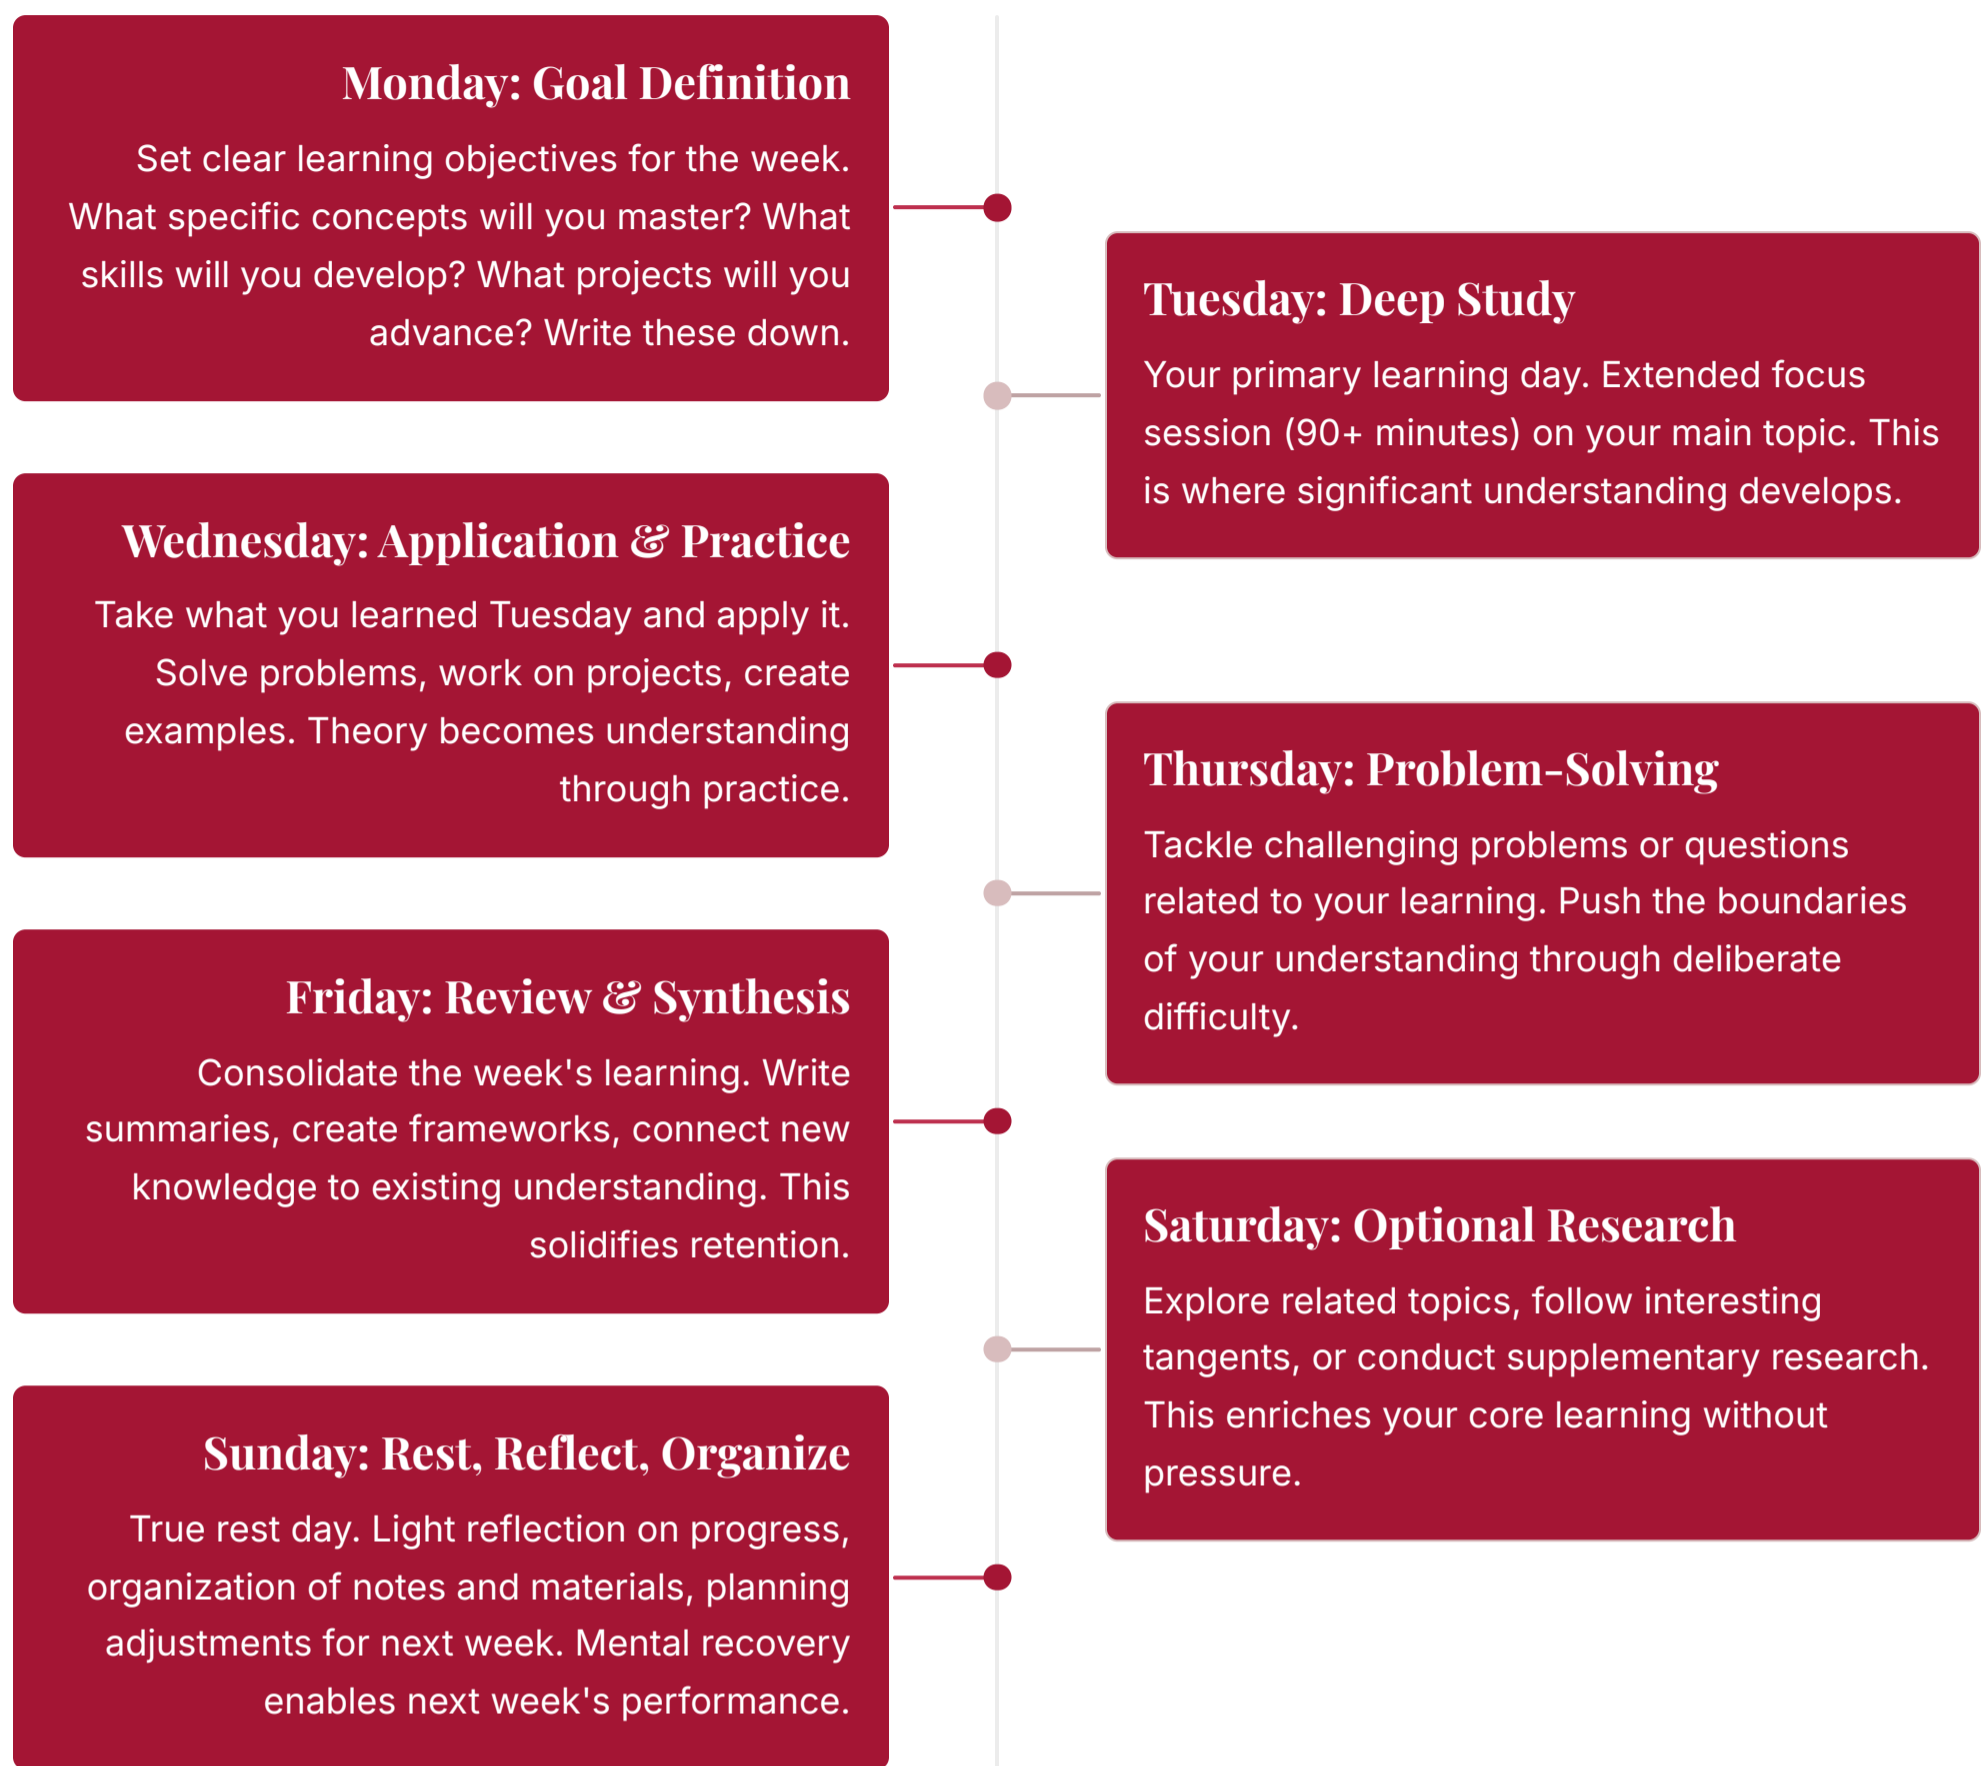 Monday: Goal Definition
Set clear learning objectives for the week.
What specific concepts will you master? What
skills will you develop? What projects will you
advance? Write these down.
Tuesday: Deep Study
Your primary learning day. Extended focus
session (90+ minutes) on your main topic. This
is where significant understanding develops.
Wednesday: Application & Practice
Take what you learned Tuesday and apply it.
Solve problems, work on projects, create
examples. Theory becomes understanding
through practice.
Thursday: Problem-Solving
Tackle challenging problems or questions
related to your learning. Push the boundaries
of your understanding through deliberate
difficulty.
Friday: Review & Synthesis
Consolidate the week's learning. Write
summaries, create frameworks, connect new
knowledge to existing understanding. This
solidifies retention.
Saturday: Optional Research
Explore related topics, follow interesting
tangents, or conduct supplementary research.
This enriches your core learning without
pressure.
Sunday: Rest, Reflect, Organize
True rest day. Light reflection on progress,
organization of notes and materials, planning
adjustments for next week. Mental recovery
enables next week's performance.